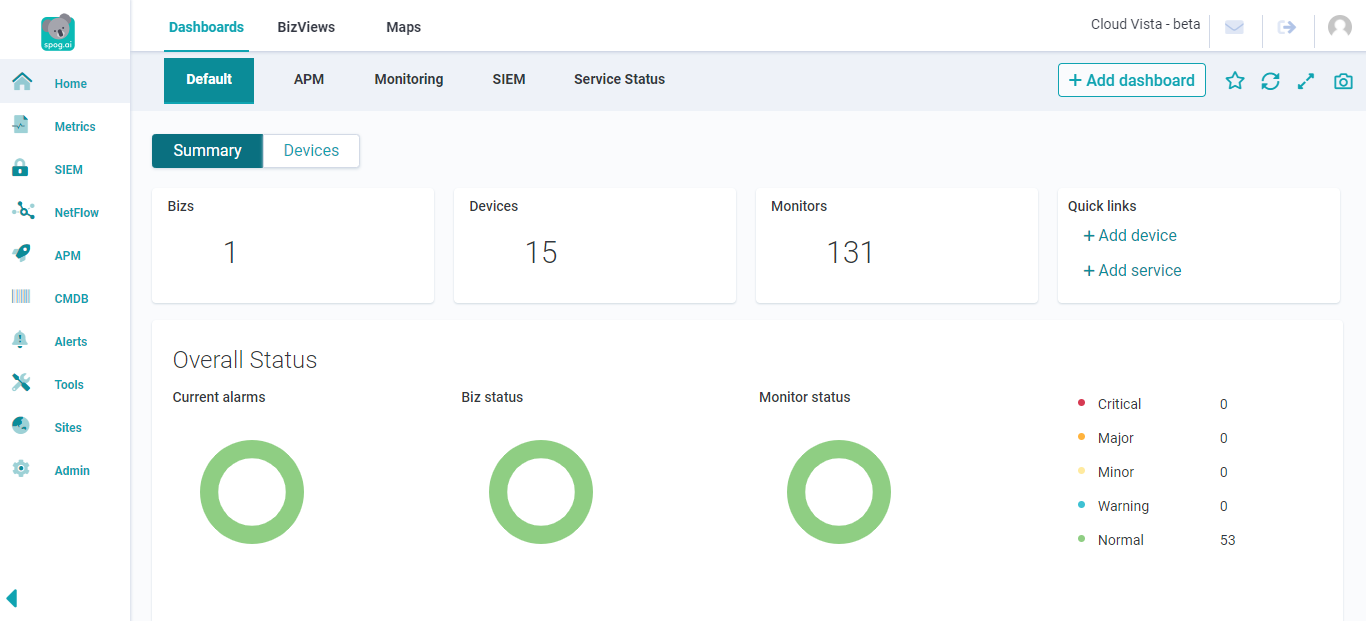 spog.ai
Dashboards BizViews Maps
Cloud Vista - beta
Default APM Monitoring SIEM Service Status
+ Add dashboard
Home
Metrics
SIEM
NetFlow
APM
CMDB
Alerts
Tools
Sites
Admin
Summary Devices
Bizs
1
Devices
15
Monitors
131
Quick links
+ Add device
+ Add service
Overall Status
Current alarms
Biz status
Monitor status
Critical 0
Major 0
Minor 0
Warning 0
Normal 53